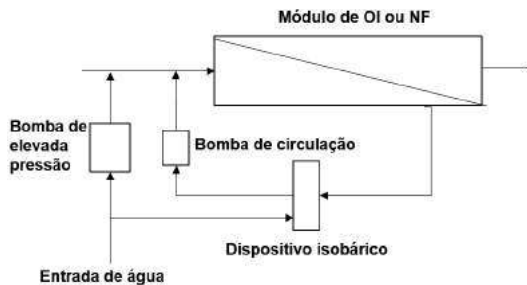 Módulo de OI ou NF
Bomba de
elevada
pressão
Bomba de circulação
Dispositivo isobárico
Entrada de água